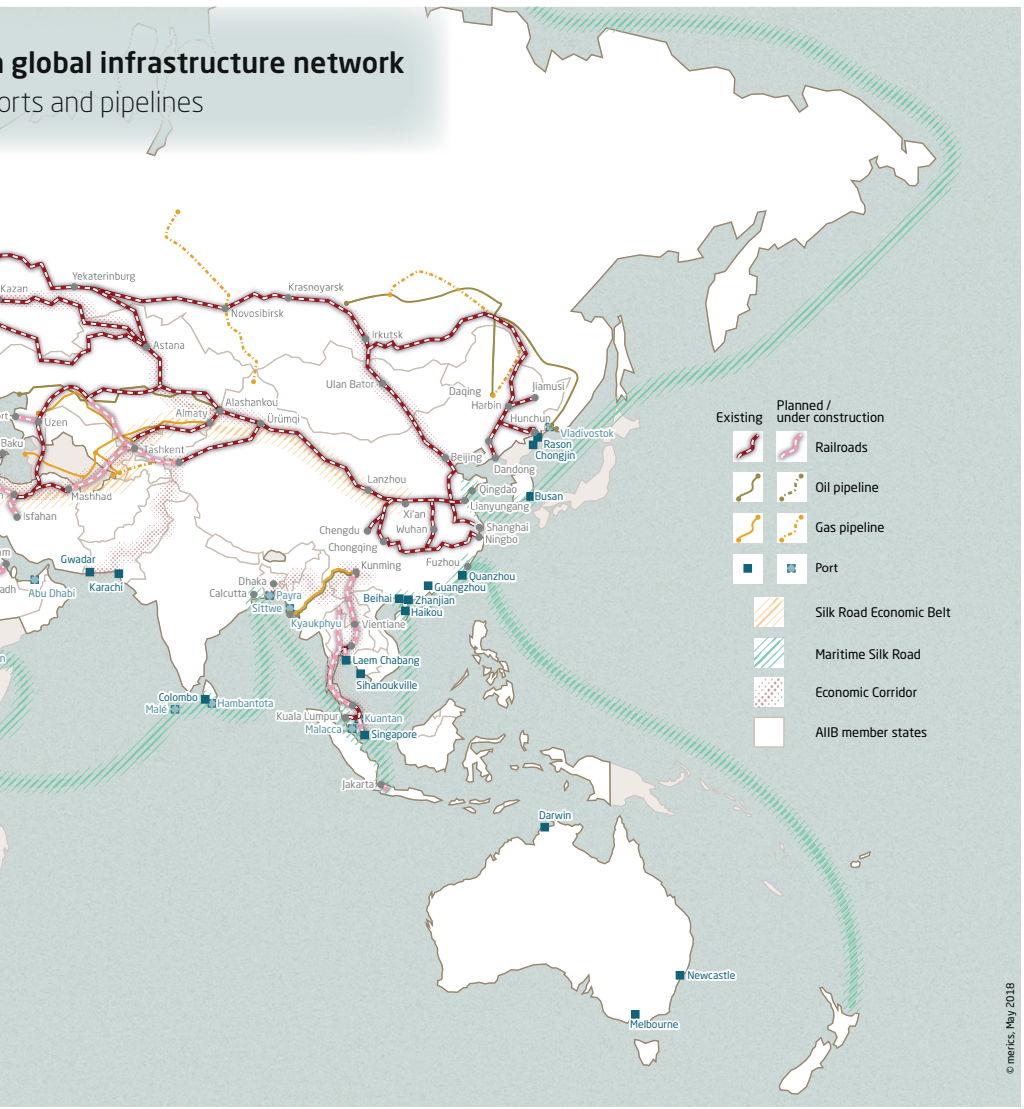 a global infrastructure network
orts and pipelines
Yekaterinburg
Kazan
Krasnoyarsk
Novosibirsk
Irkutsk
Astana
Ulan Bator
Daqing
Jiamusi
Harbin
Alashankou
Almaty
Hunchun
ort
Uzen
Ürümqi
Vladivostok
Baku
Tashkent
Beijing
Rason
Chongjin
Dandong
Lanzhou
Mashhad
Qingdao
Busan
Isfahan
Xi'an
Lianyungang
Chengdu
Wuhan
Shanghai
Ningbo
Chongqing
am
Gwadar
Kunming
Fuzhou
Quanzhou
adh
Abu Dhabi
Karachi
Dhaka
Calcutta
Payra
Sittwe
Guangzhou
Beihai
Zhanjian
Haikou
Kyaukphyu
Vientiane
Laem Chabang
Sihanoukville
Colombo
Hambantota
Malé
Kuala Lumpur
Kuantan
Malacca
Singapore
Jakarta
Darwin
Newcastle
Melbourne
Existing
Planned /
under construction
Railroads
Oil pipeline
Gas pipeline
Port
Silk Road Economic Belt
Maritime Silk Road
Economic Corridor
AIIB member states
© merics, May 2018